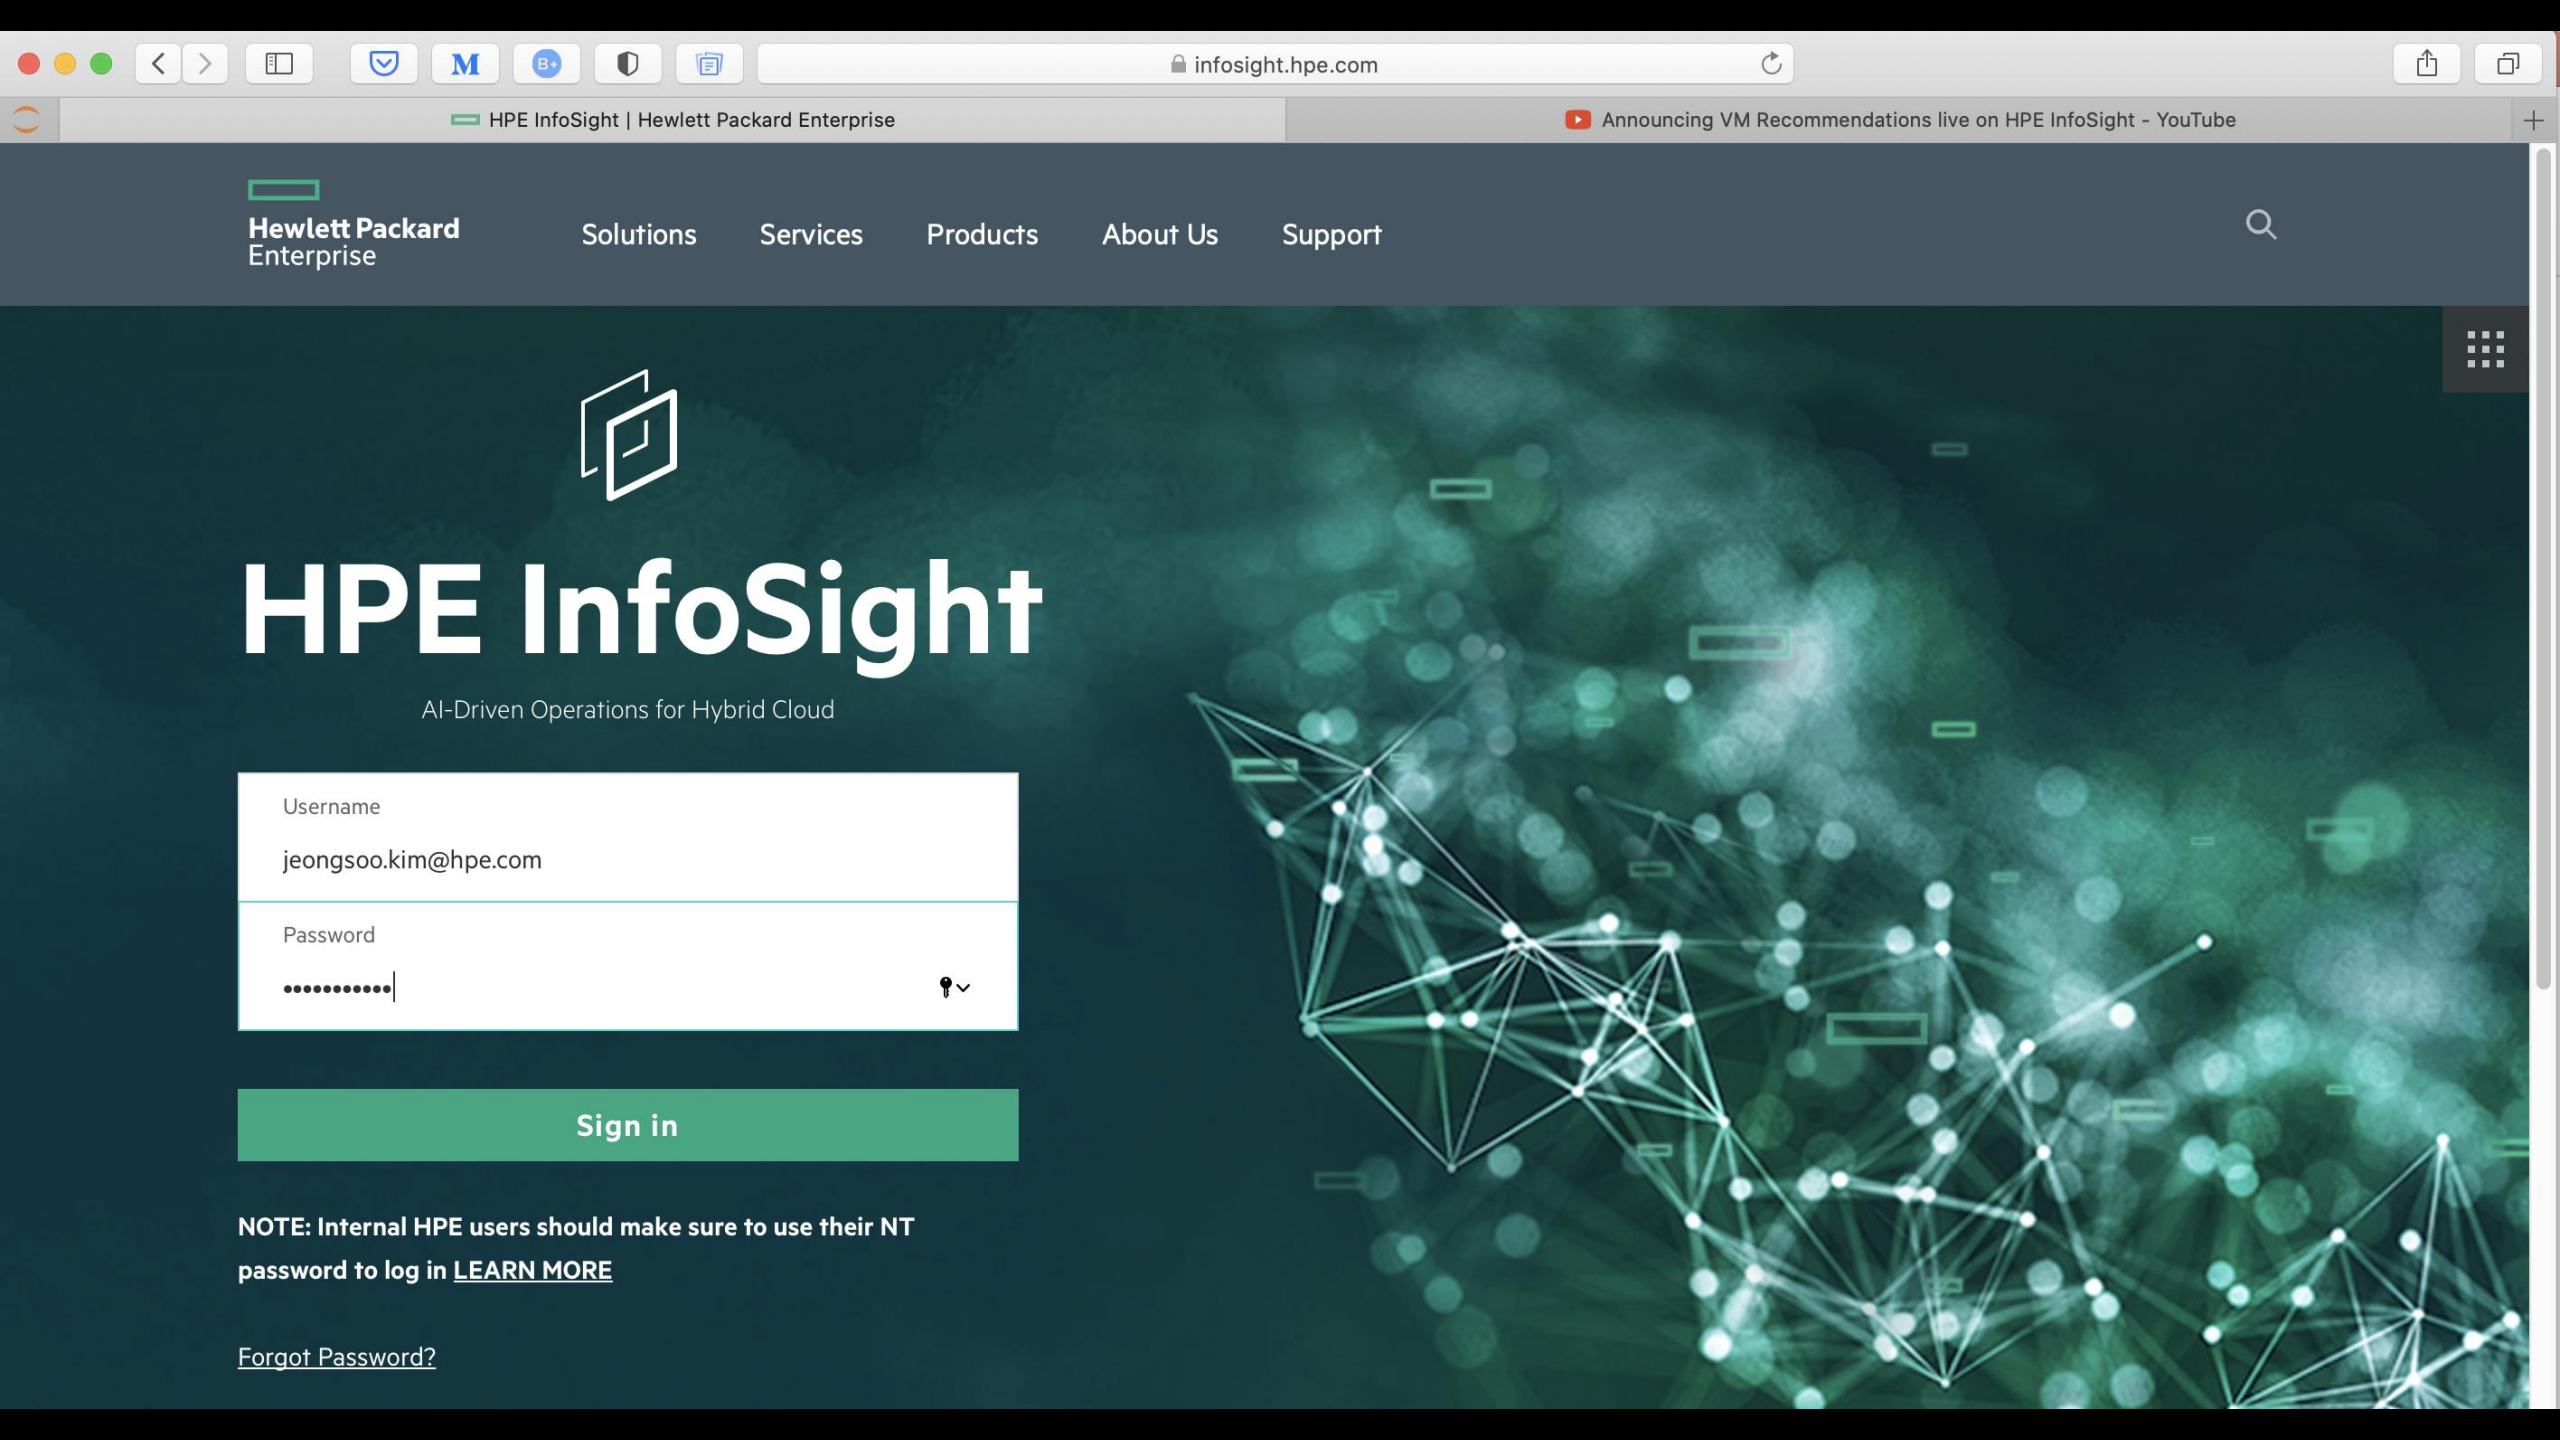 infosight.hpe.com
HPE InfoSight | Hewlett Packard Enterprise
Announcing VM Recommendations live on HPE InfoSight - YouTube
Hewlett Packard
Enterprise
Solutions
Services
Products
About Us
Support
HPE InfoSight
AI-Driven Operations for Hybrid Cloud
Username
jeongsoo.kim@hpe.com
Password
•••••••••••
Sign in
NOTE: Internal HPE users should make sure to use their NT
password to log in LEARN MORE
Forgot Password?